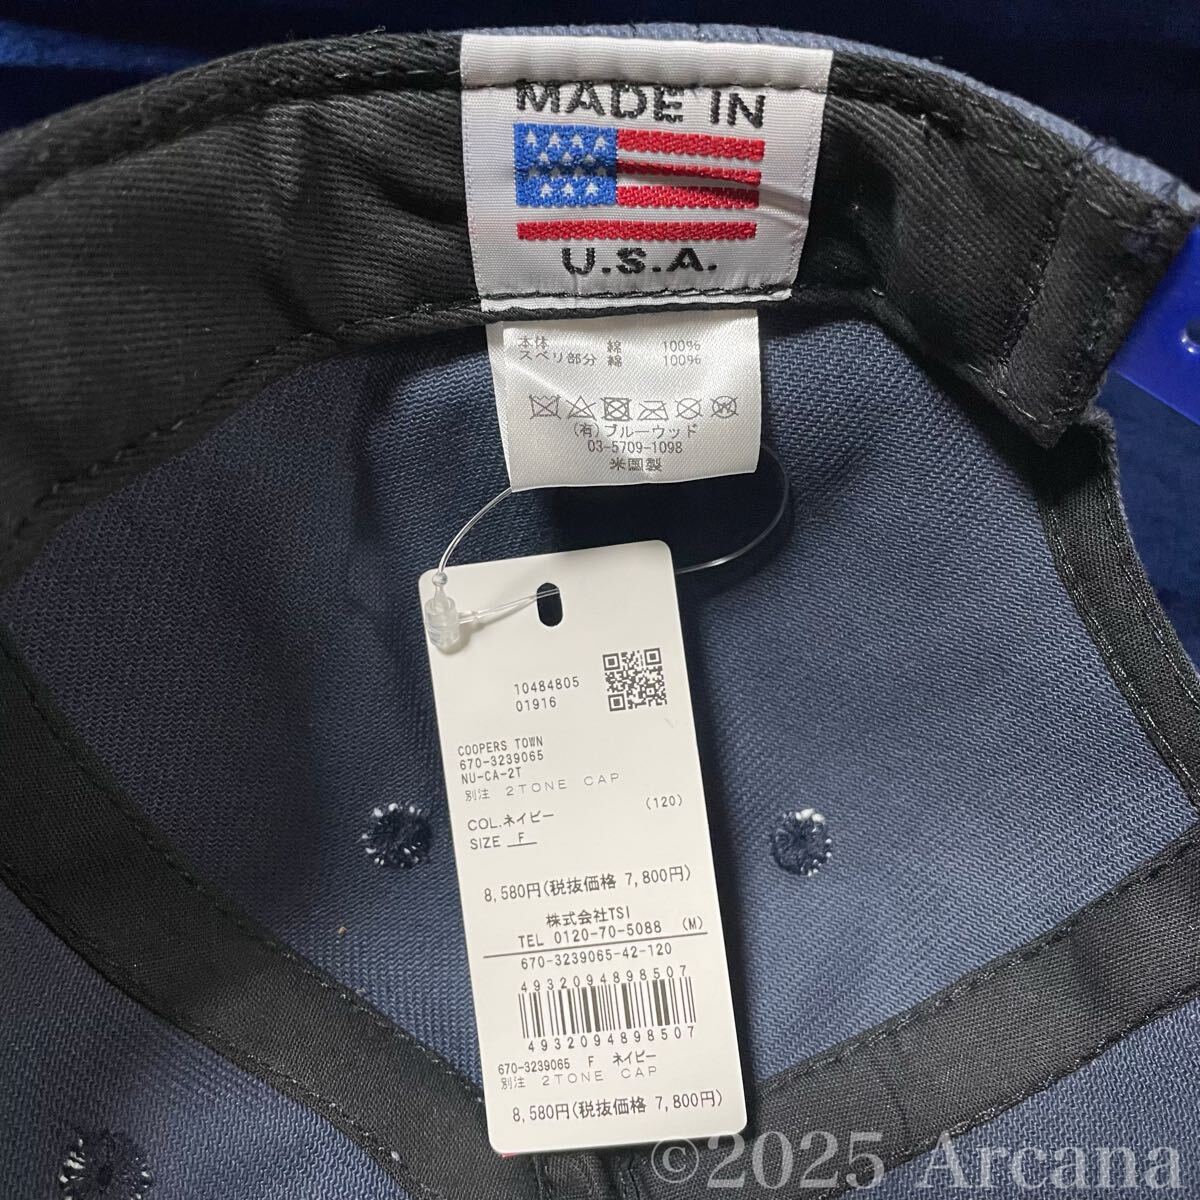 MADE IN
U.S.A.
本体 綿 100%
スベリ部分 綿 100%
(有)ブルーウッド
03-5709-1098
米国製
10484805
01916
COOPERS TOWN
670-3239065
NU-CA-2T
別注 2TONE CAP
COL.ネイビー (120)
SIZE F
8,580円(税抜価格 7,800円)
株式会社TSI
TEL 0120-70-5088 (M)
670-3239065-42-120
4932094898507
4932094898507
670-3239065 F ネイビー
別注 2TONE CAP
8,580円(税抜価格 7,800円)
©2025 Arcana